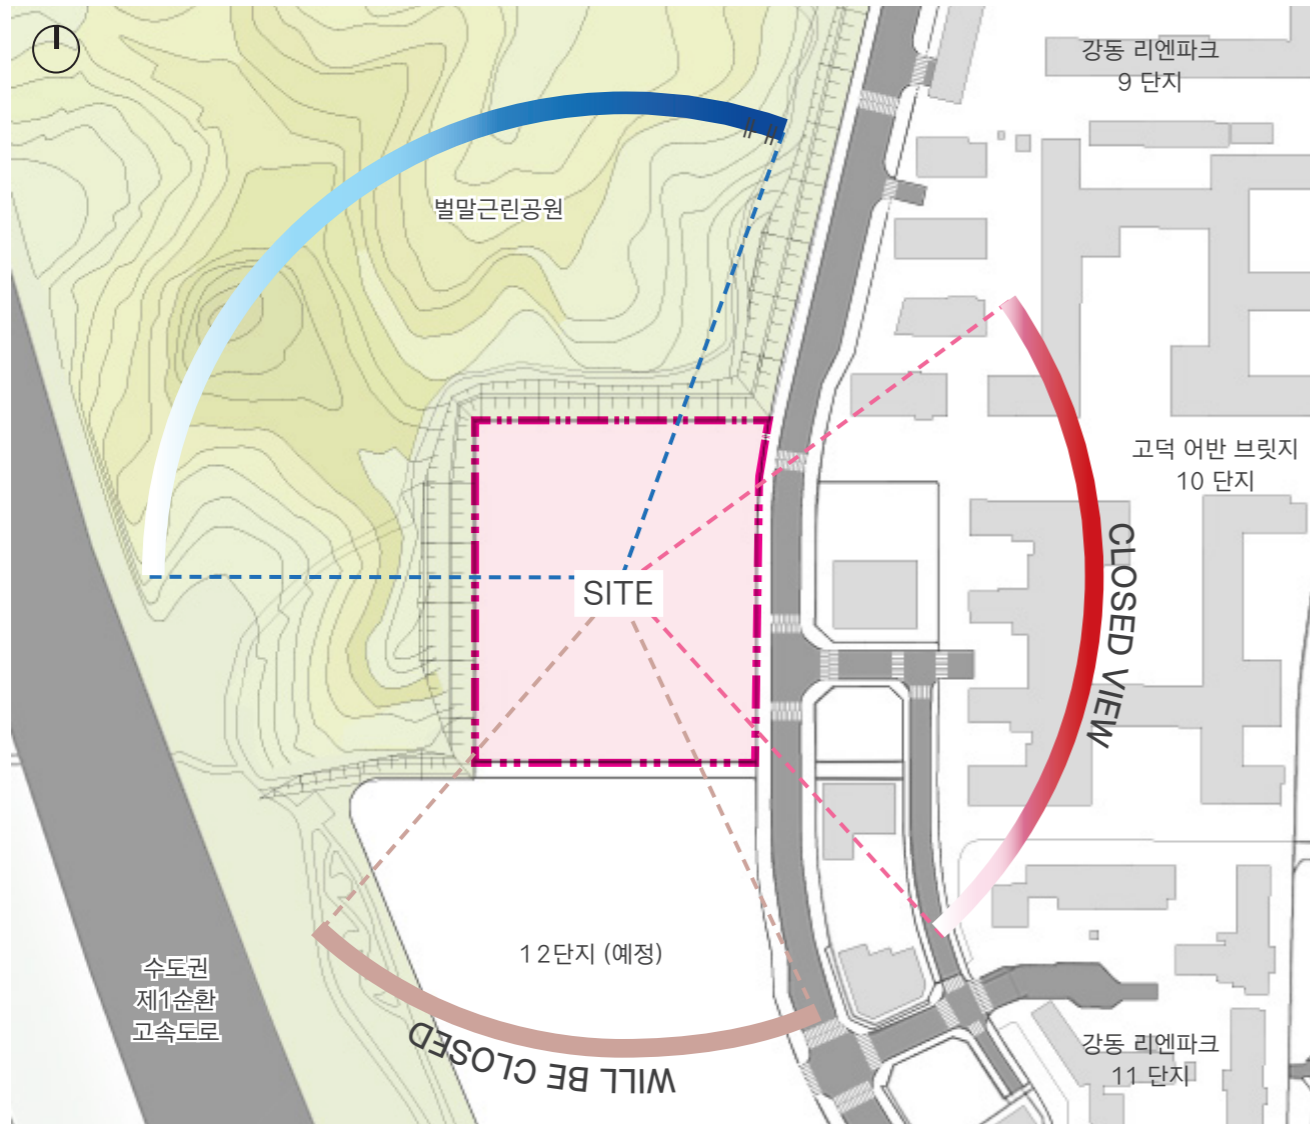 강동 리엔파크
9 단지
벌말근린공원
고덕 어반 브릿지
10 단지
CLOSED VIEW
SITE
12단지 (예정)
수도권
제1순환
고속도로
WILL BE CLOSED
강동 리엔파크
11 단지